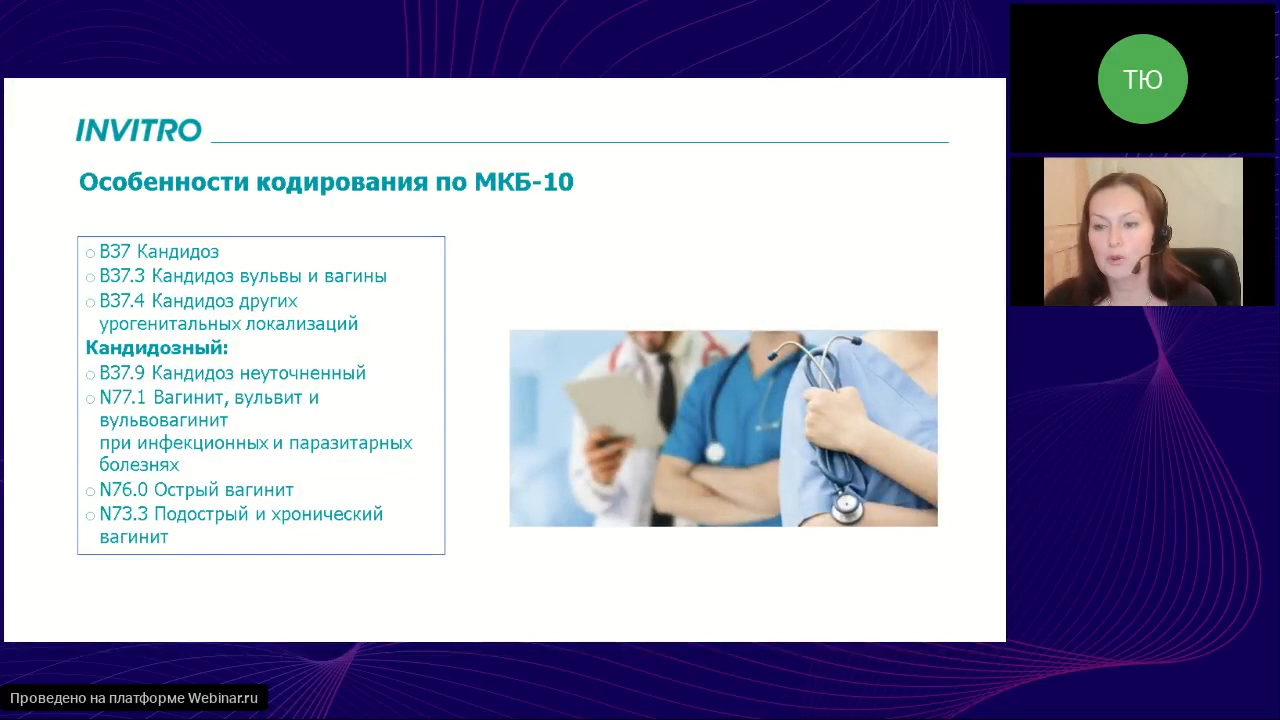 INVITRO
Особенности кодирования по МКБ-10
B37 Кандидоз
B37.3 Кандидоз вульвы и вагины
B37.4 Кандидоз других
урогенитальных локализаций
Кандидозный:
B37.9 Кандидоз неуточненный
N77.1 Вагинит, вульвит и
вульвовагинит
при инфекционных и паразитарных
болезнях
N76.0 Острый вагинит
N73.3 Подострый и хронический
вагинит
ТЮ
Проведено на платформе Webinar.ru